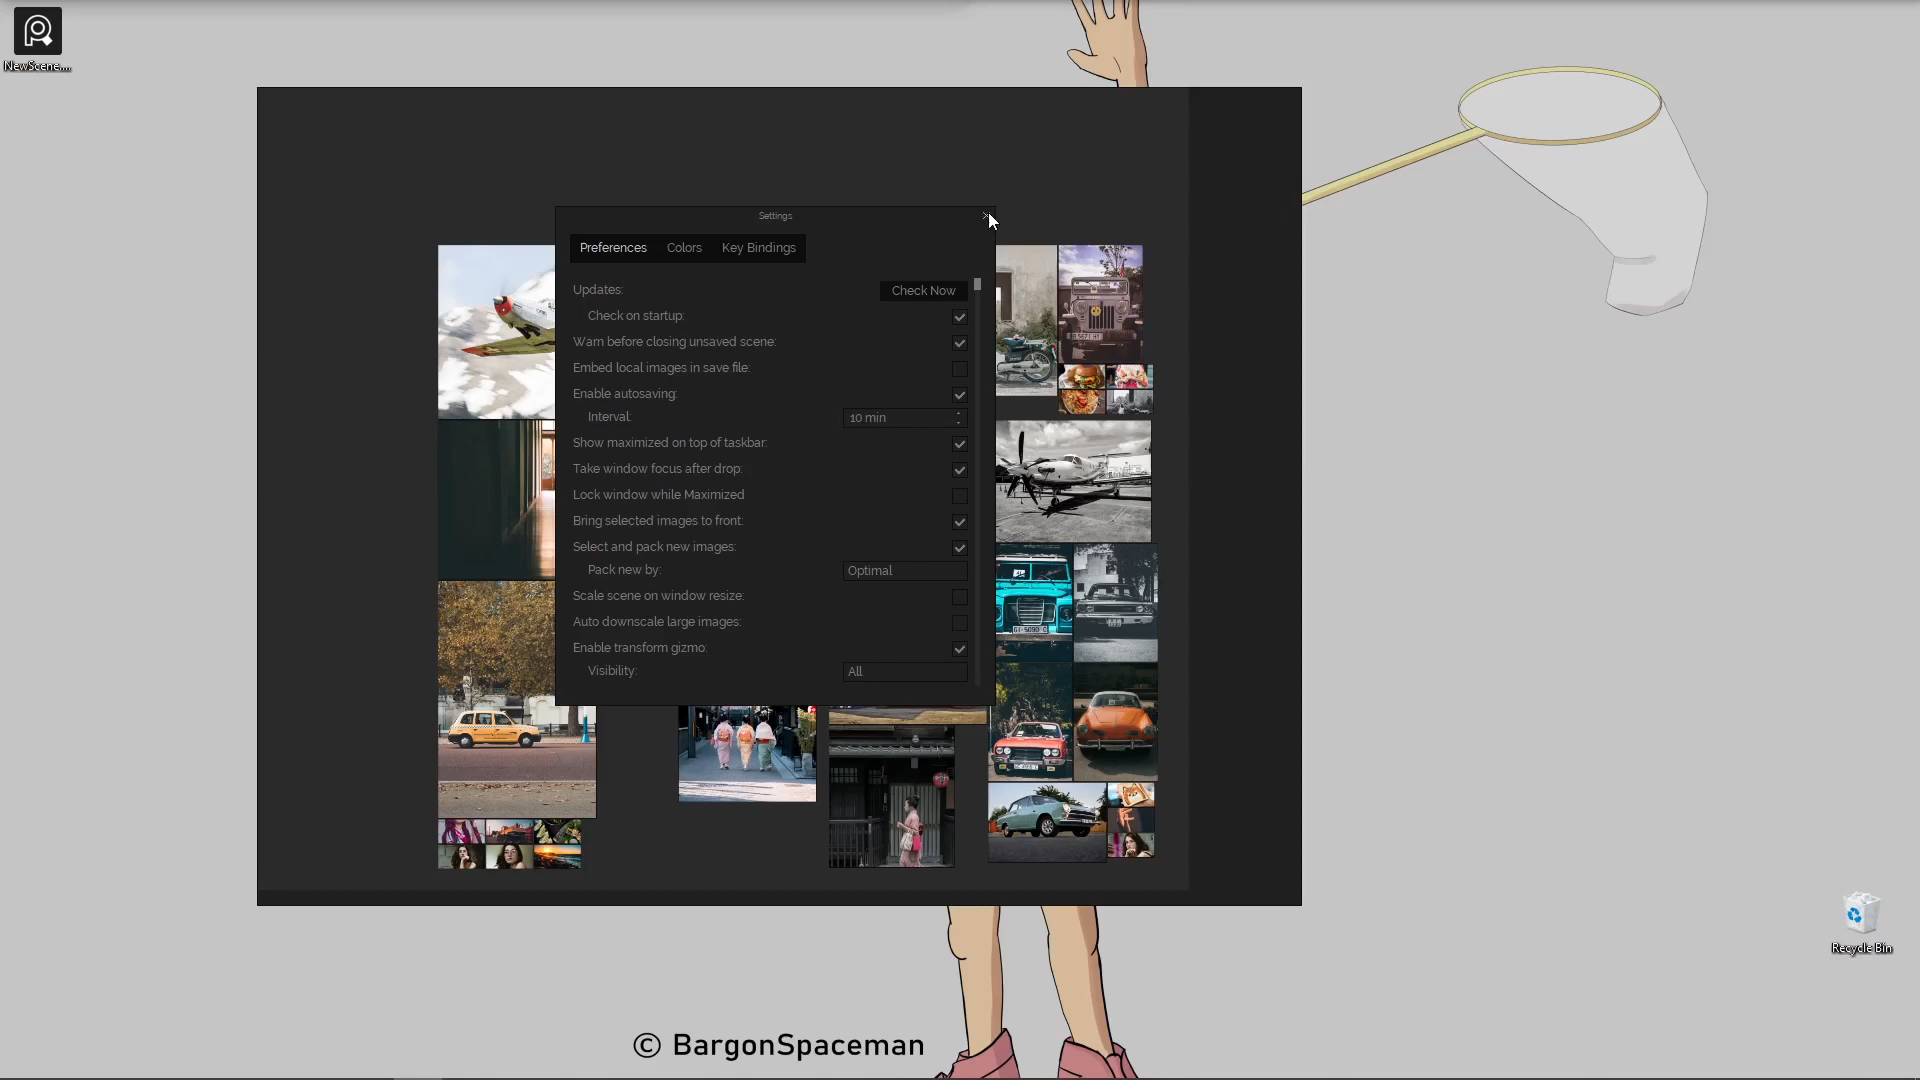 NewScene....
Settings
Preferences Colors Key Bindings
Updates: Check Now
Check on startup:
Warn before closing unsaved scene:
Embed local images in save file:
Enable autosaving:
Interval: 10 min
Show maximized on top of taskbar:
Take window focus after drop:
Lock window while Maximized
Bring selected images to front:
Select and pack new images:
Pack new by: Optimal
Scale scene on window resize:
Auto downscale large images:
Enable transform gizmo:
Visibility: All
Recycle Bin
© BargonSpaceman